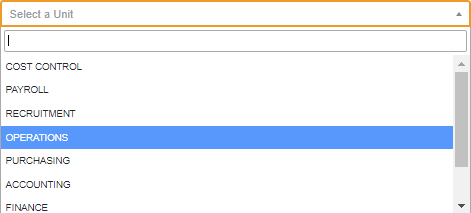 Select a Unit
COST CONTROL
PAYROLL
RECRUITMENT
OPERATIONS
PURCHASING
ACCOUNTING
FINANCE